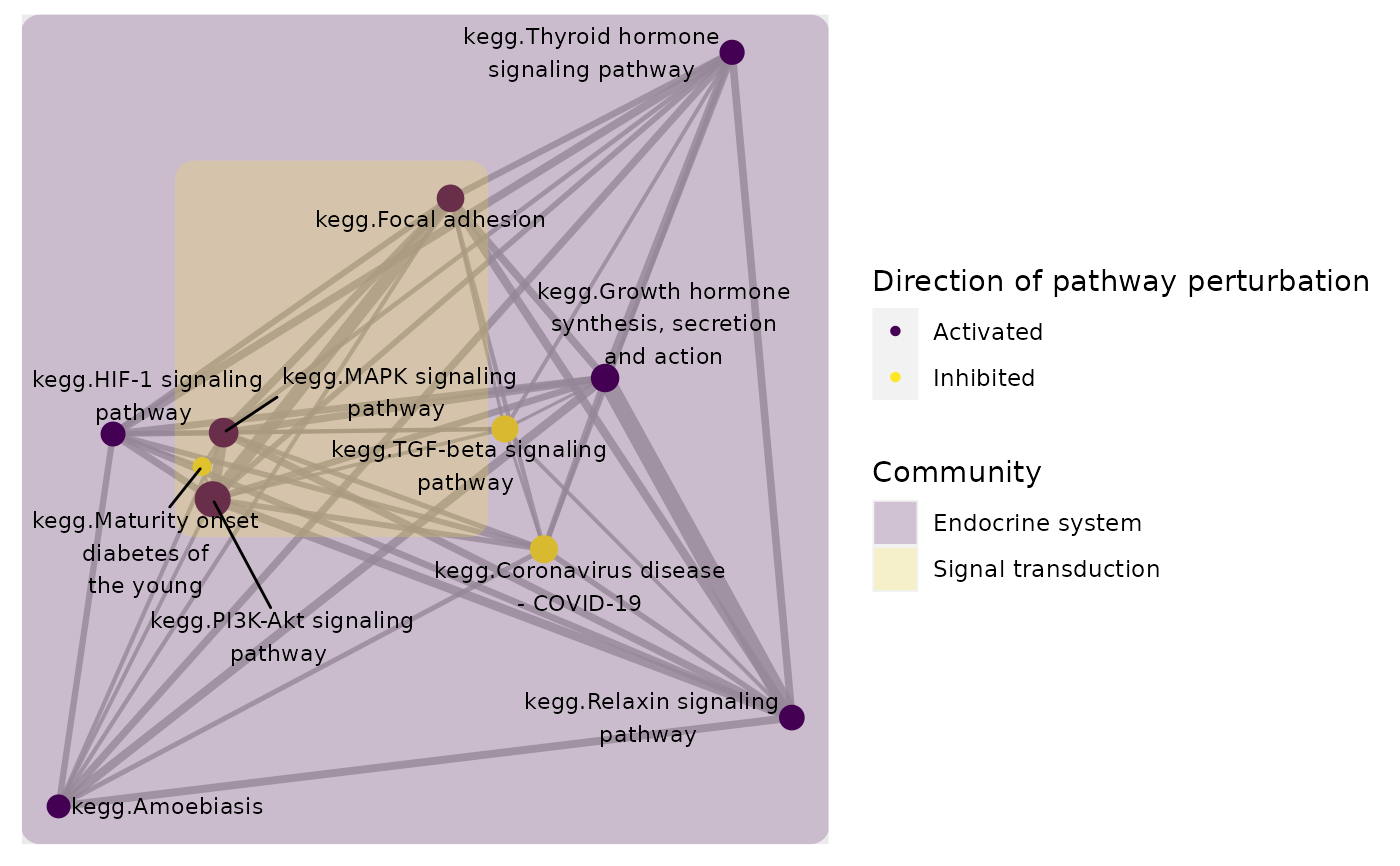 kegg.Thyroid hormone
signaling pathway
kegg.Focal adhesion
kegg.Growth hormone
synthesis, secretion
and action
kegg.HIF-1 signaling
pathway
kegg.MAPK signaling
pathway
kegg.TGF-beta signaling
pathway
kegg.Maturity onset
diabetes of
the young
kegg.Coronavirus disease
- COVID-19
kegg.PI3K-Akt signaling
pathway
kegg.Relaxin signaling
pathway
kegg.Amoebiasis
Direction of pathway perturbation
Activated
Inhibited
Community
Endocrine system
Signal transduction